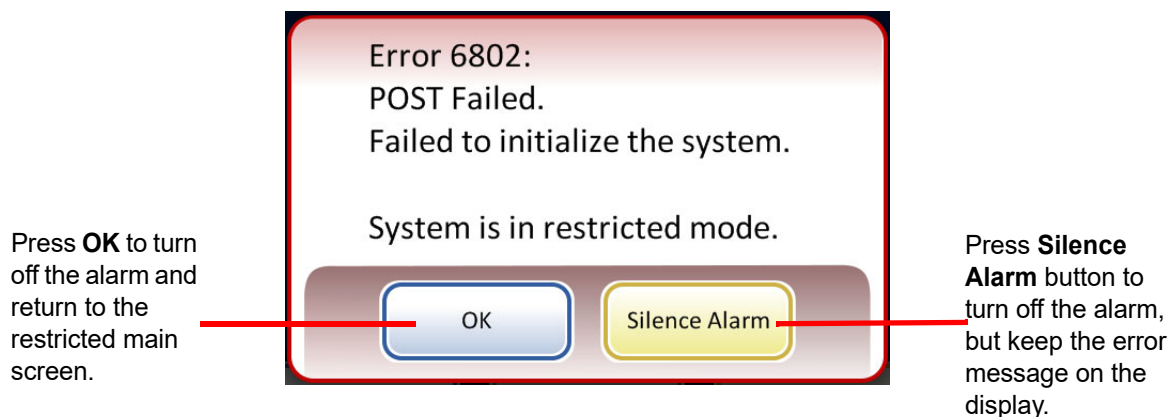 Error 6802:
POST Failed.
Failed to initialize the system.
System is in restricted mode.
Press OK to turn
off the alarm and
return to the
restricted main
screen.
OK
Silence Alarm
Press Silence
Alarm button to
turn off the alarm,
but keep the error
message on the
display.